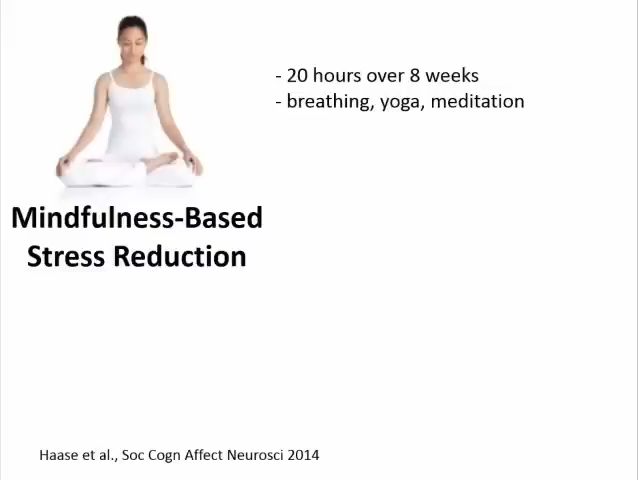 - 20 hours over 8 weeks
- breathing, yoga, meditation
Mindfulness-Based
Stress Reduction
Haase et al., Soc Cogn Affect Neurosci 2014